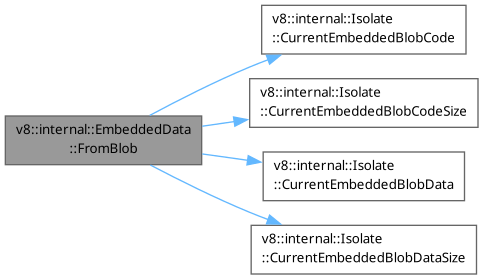 v8::internal::Isolate
::CurrentEmbeddedBlobCode
v8::internal::Isolate
::CurrentEmbeddedBlobCodeSize
v8::internal::EmbeddedData
::FromBlob
v8::internal::Isolate
::CurrentEmbeddedBlobData
v8::internal::Isolate
::CurrentEmbeddedBlobDataSize